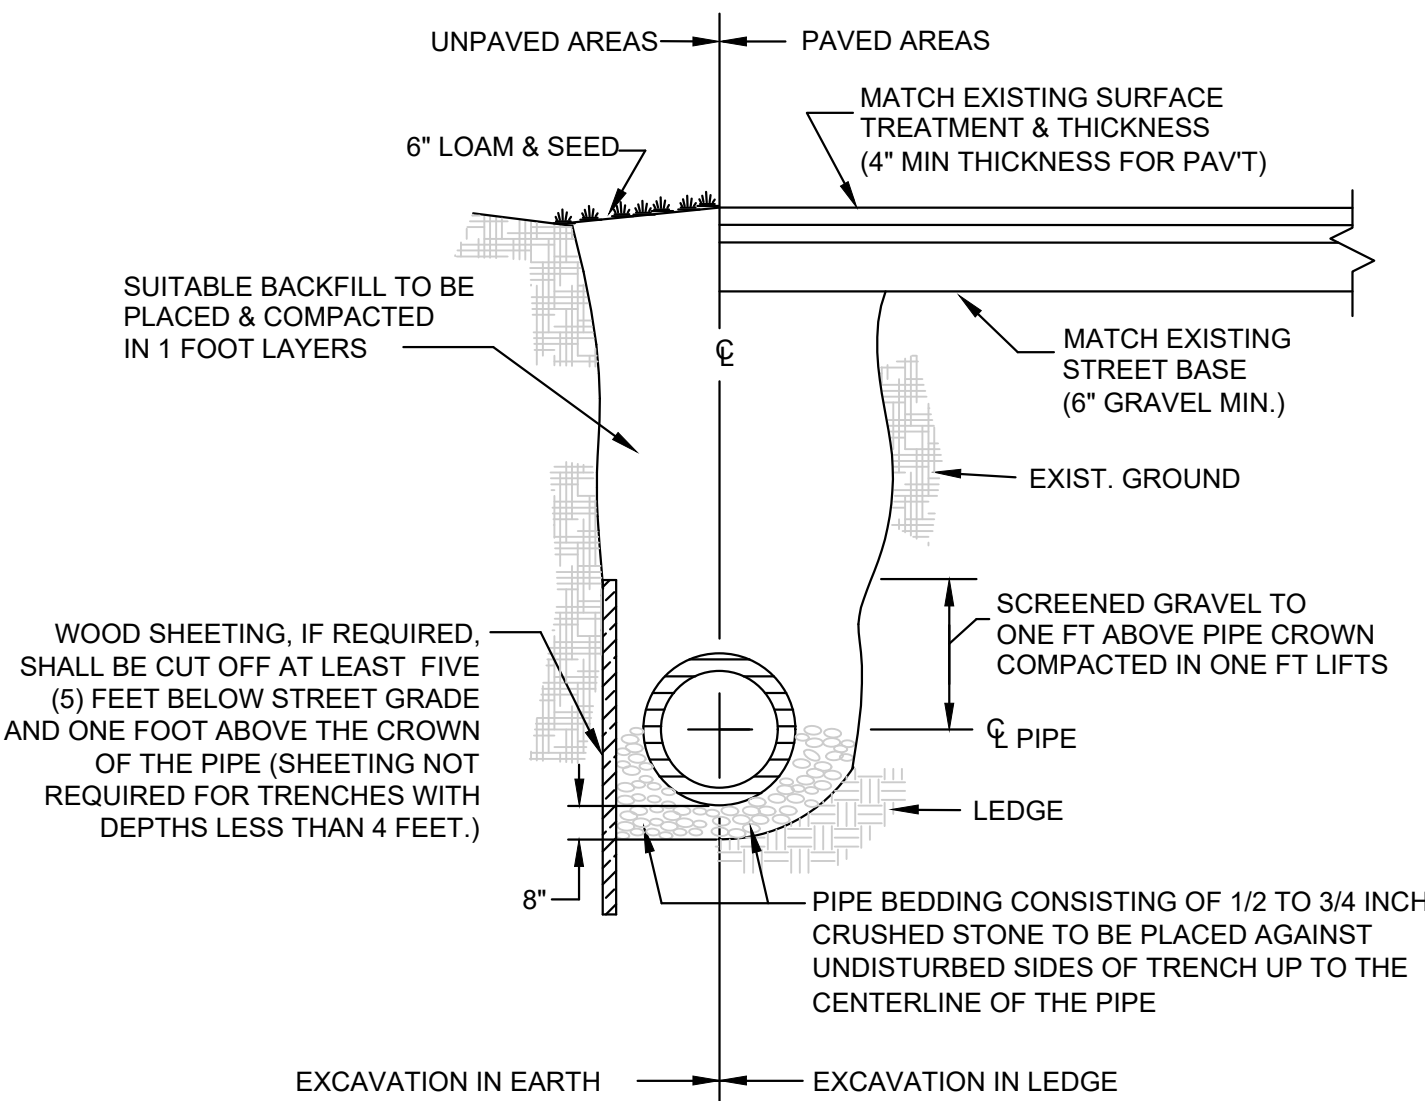 UNPAVED AREAS
PAVED AREAS
MATCH EXISTING SURFACE
TREATMENT & THICKNESS
(4" MIN THICKNESS FOR PAV'T)
6" LOAM & SEED
SUITABLE BACKFILL TO BE
PLACED & COMPACTED
IN 1 FOOT LAYERS
℄
MATCH EXISTING
STREET BASE
(6" GRAVEL MIN.)
EXIST. GROUND
SCREENED GRAVEL TO
ONE FT ABOVE PIPE CROWN
COMPACTED IN ONE FT LIFTS
WOOD SHEETING, IF REQUIRED,
SHALL BE CUT OFF AT LEAST FIVE
(5) FEET BELOW STREET GRADE
AND ONE FOOT ABOVE THE CROWN
OF THE PIPE (SHEETING NOT
REQUIRED FOR TRENCHES WITH
DEPTHS LESS THAN 4 FEET.)
℄ PIPE
LEDGE
8"
PIPE BEDDING CONSISTING OF 1/2 TO 3/4 INCH
CRUSHED STONE TO BE PLACED AGAINST
UNDISTURBED SIDES OF TRENCH UP TO THE
CENTERLINE OF THE PIPE
EXCAVATION IN EARTH
EXCAVATION IN LEDGE